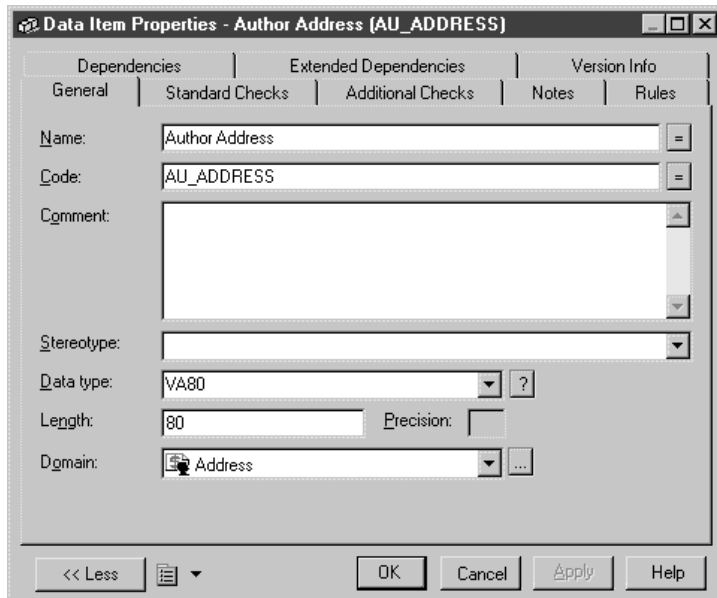 Data Item Properties - Author Address (AU_ADDRESS)
Dependencies Extended Dependencies Version Info
General Standard Checks Additional Checks Notes Rules
Name: Author Address =
Code: AU_ADDRESS =
Comment:
Stereotype:
Data type: VA80 ?
Length: 80 Precision:
Domain: Address ...
<< Less OK Cancel Apply Help